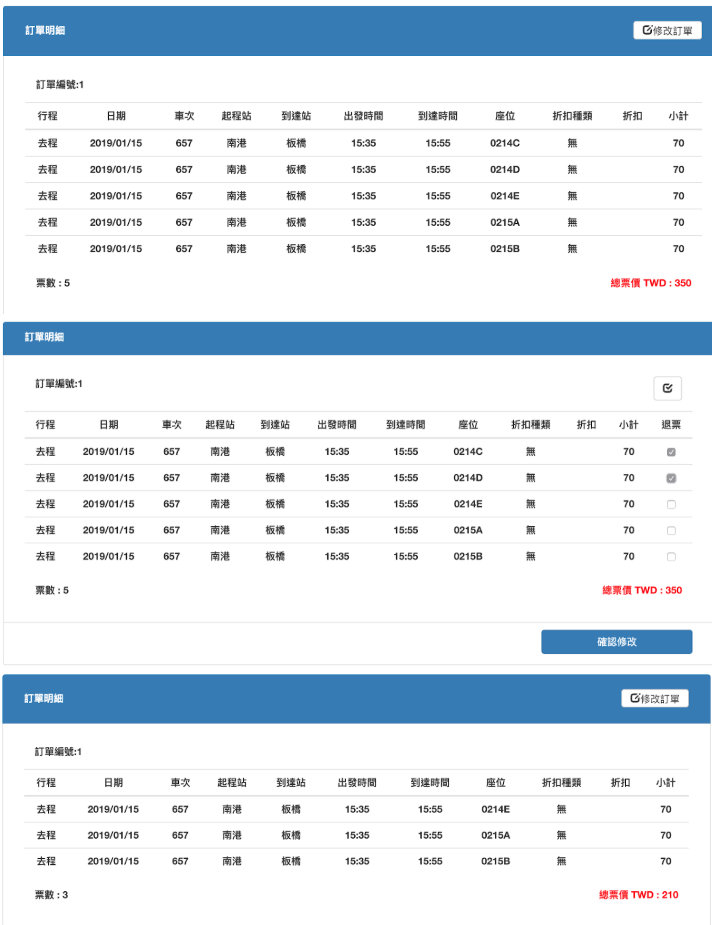 訂單明細 修改訂單
訂單編號:1
行程 日期 車次 起程站 到達站 出發時間 到達時間 座位 折扣種類 折扣 小計
去程 2019/01/15 657 南港 板橋 15:35 15:55 0214C 無 70
去程 2019/01/15 657 南港 板橋 15:35 15:55 0214D 無 70
去程 2019/01/15 657 南港 板橋 15:35 15:55 0214E 無 70
去程 2019/01/15 657 南港 板橋 15:35 15:55 0215A 無 70
去程 2019/01/15 657 南港 板橋 15:35 15:55 0215B 無 70
票數 : 5 總票價 TWD : 350
訂單明細
訂單編號:1
行程 日期 車次 起程站 到達站 出發時間 到達時間 座位 折扣種類 折扣 小計 退票
去程 2019/01/15 657 南港 板橋 15:35 15:55 0214C 無 70
去程 2019/01/15 657 南港 板橋 15:35 15:55 0214D 無 70
去程 2019/01/15 657 南港 板橋 15:35 15:55 0214E 無 70
去程 2019/01/15 657 南港 板橋 15:35 15:55 0215A 無 70
去程 2019/01/15 657 南港 板橋 15:35 15:55 0215B 無 70
票數 : 5 總票價 TWD : 350
確認修改
訂單明細 修改訂單
訂單編號:1
行程 日期 車次 起程站 到達站 出發時間 到達時間 座位 折扣種類 折扣 小計
去程 2019/01/15 657 南港 板橋 15:35 15:55 0214E 無 70
去程 2019/01/15 657 南港 板橋 15:35 15:55 0215A 無 70
去程 2019/01/15 657 南港 板橋 15:35 15:55 0215B 無 70
票數 : 3 總票價 TWD : 210